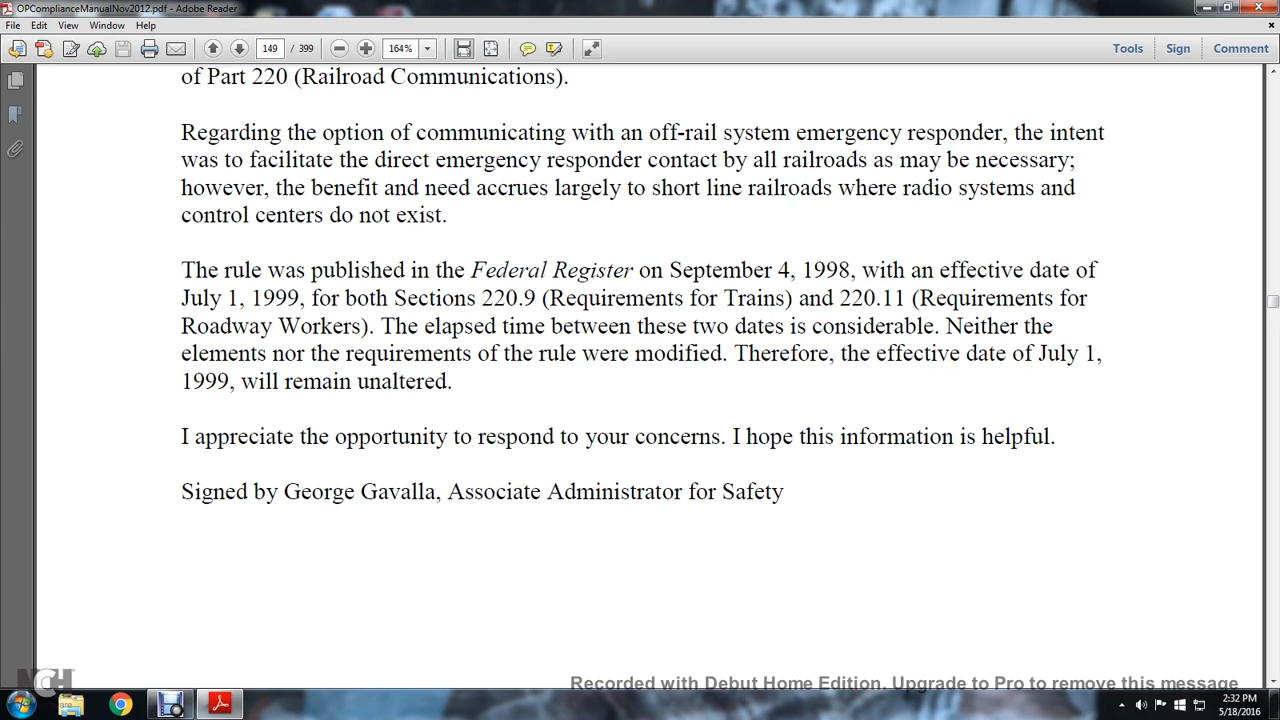 OPComplianceManualNov2012.pdf - Adobe Reader
File Edit View Window Help
149 / 399 164% Tools Sign Comment
of Part 220 (Railroad Communications).
Regarding the option of communicating with an off-rail system emergency responder, the intent
was to facilitate the direct emergency responder contact by all railroads as may be necessary;
however, the benefit and need accrues largely to short line railroads where radio systems and
control centers do not exist.
The rule was published in the Federal Register on September 4, 1998, with an effective date of
July 1, 1999, for both Sections 220.9 (Requirements for Trains) and 220.11 (Requirements for
Roadway Workers). The elapsed time between these two dates is considerable. Neither the
elements nor the requirements of the rule were modified. Therefore, the effective date of July 1,
1999, will remain unaltered.
I appreciate the opportunity to respond to your concerns. I hope this information is helpful.
Signed by George Gavalla, Associate Administrator for Safety
NCH
Recorded with Debut Home Edition. Upgrade to Pro to remove this message
2:32 PM
5/18/2016